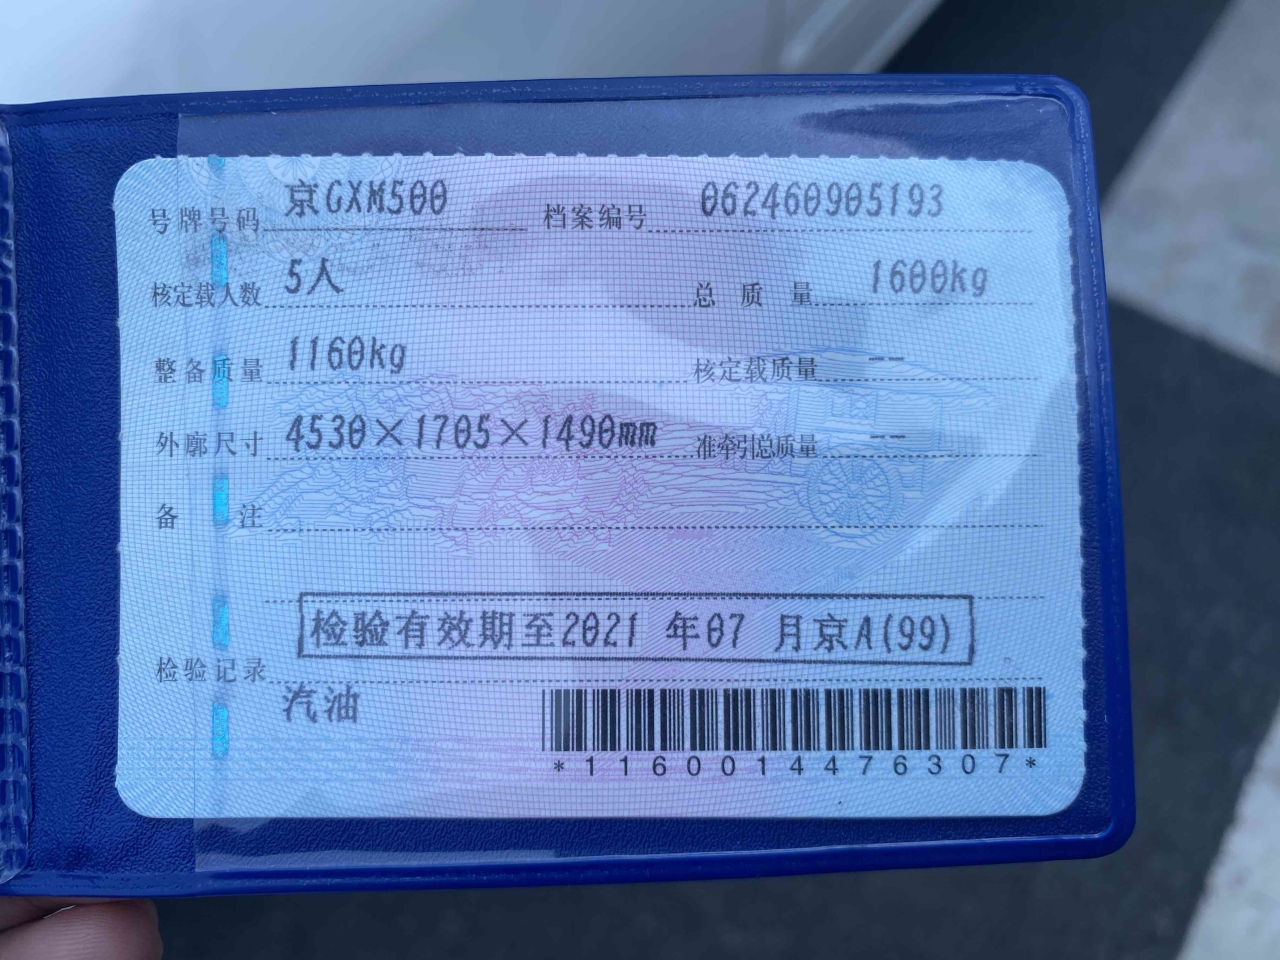 号牌号码 京GXM500 档案编号 062460905193
核定载人数 5人 总质量 1600kg
整备质量 1160kg 核定载质量 --
外廓尺寸 4530×1705×1490mm 准牵引总质量 --
备注
检验有效期至2021 年07 月京A(99)
检验记录
汽油
*1160014476307*